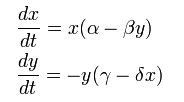 dx/dt = x(α − βy)
dy/dt = −y(γ − δx)